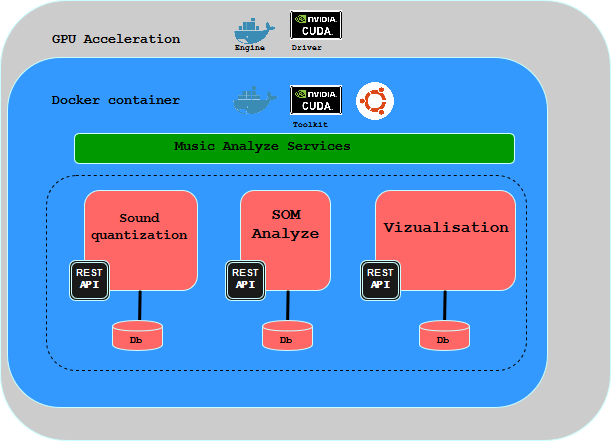 GPU Acceleration
Engine
NVIDIA.
CUDA.
Driver
Docker container
NVIDIA.
CUDA.
Toolkit
Music Analyze Services
Sound
quantization
SOM
Analyze
Vizualisation
REST
API
REST
API
REST
API
Db
Db
Db